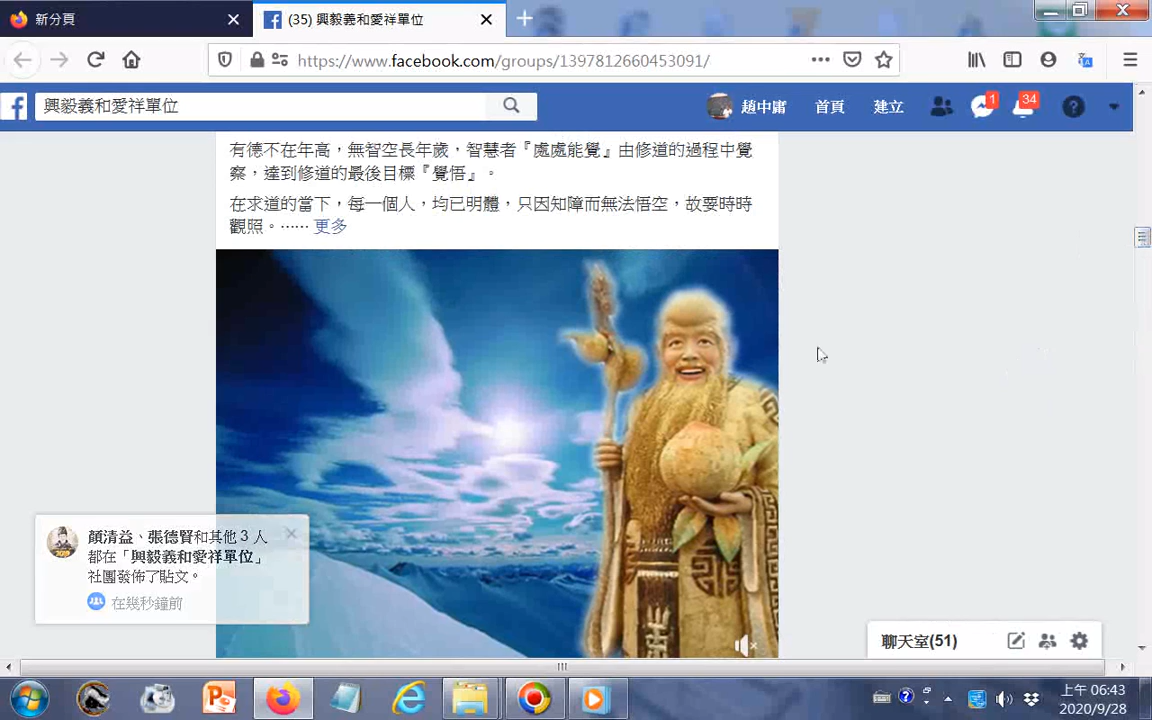 新分頁
(35) 興毅義和愛祥單位
https://www.facebook.com/groups/1397812660453091/
興毅義和愛祥單位
趙中庸 首頁 建立 1 34
有德不在年高，無智空長年歲，智慧者『處處能覺』由修道的過程中覺
察，達到修道的最後目標『覺悟』。
在求道的當下，每一個人，均已明體，只因知障而無法悟空，故要時時
觀照。…… 更多
顏清益、張德賢和其他 3 人
都在「興毅義和愛祥單位」
社團發佈了貼文。
在幾秒鐘前
聊天室(51)
上午 06:43
2020/9/28